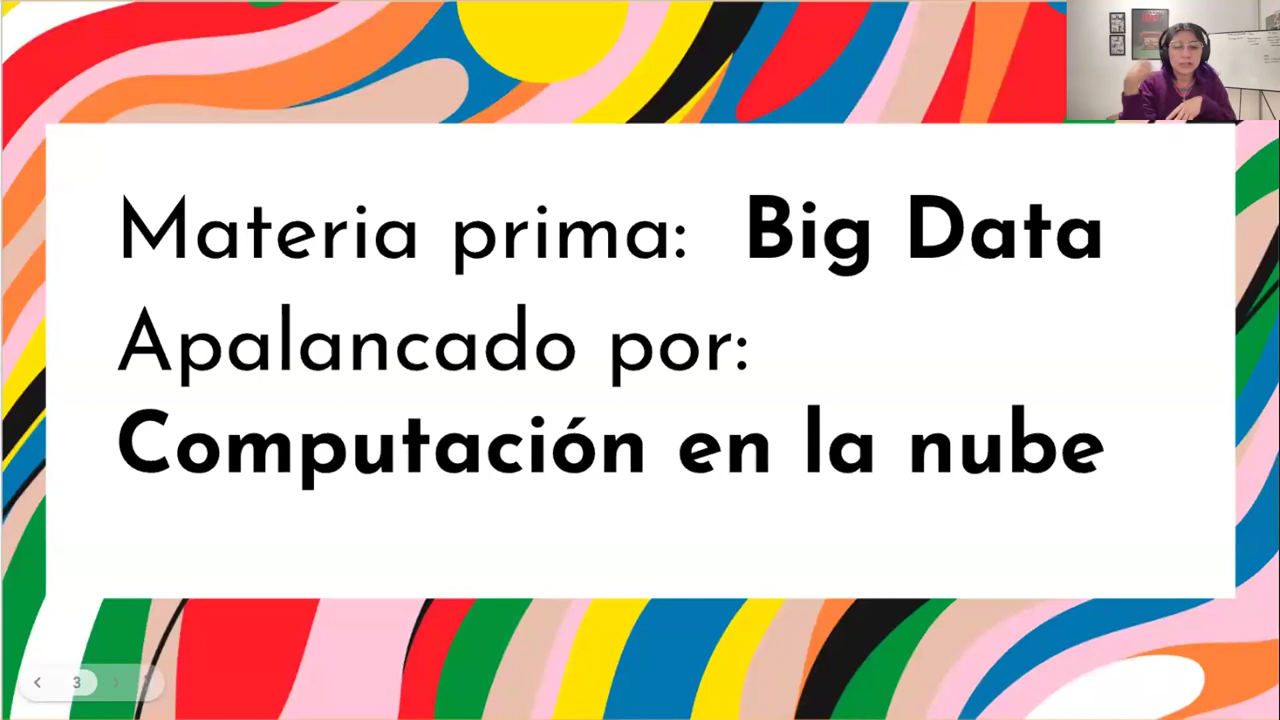 Materia prima: Big Data
Apalancado por:
Computación en la nube
3